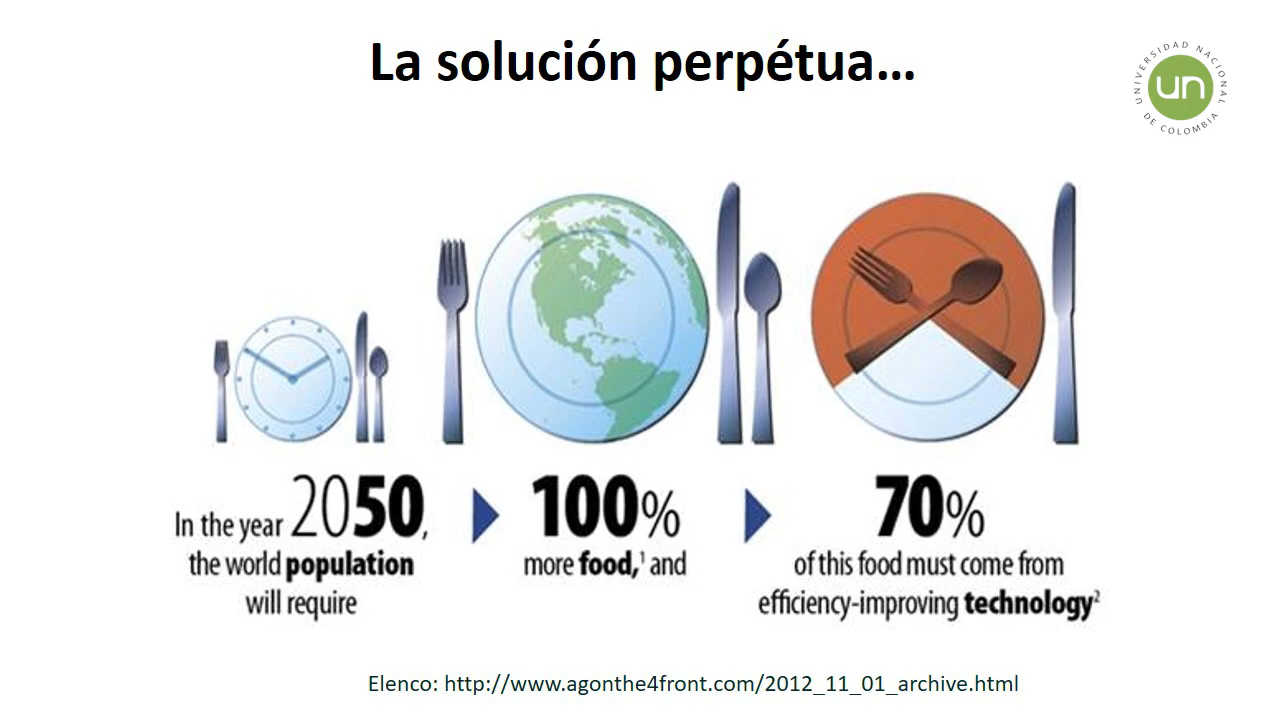 La solución perpétua...
UNIVERSIDAD NACIONAL
DE COLOMBIA
un
In the year 2050,
the world population
will require
100%
more food,¹ and
70%
of this food must come from
efficiency-improving technology²
Elenco: http://www.agonthe4front.com/2012_11_01_archive.html